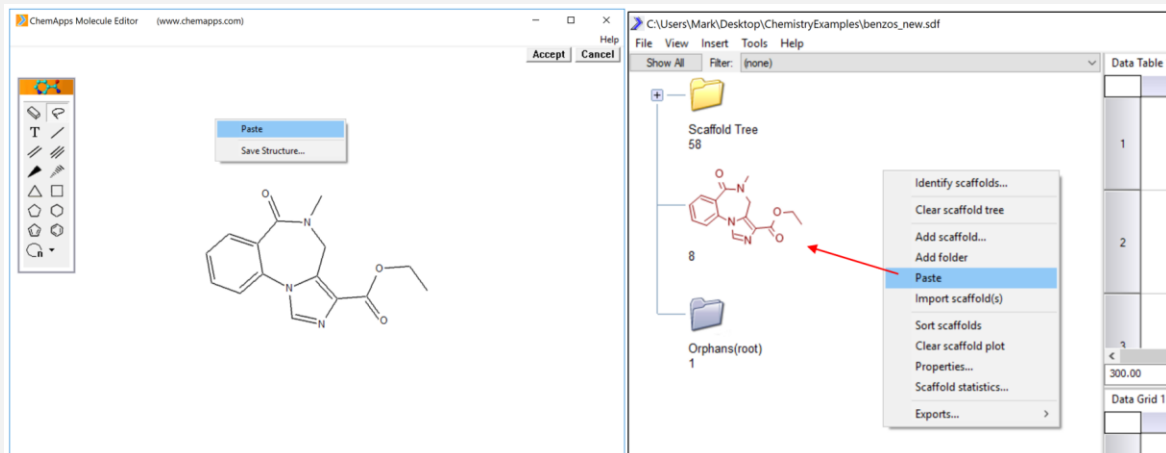 ChemApps Molecule Editor (www.chemapps.com)
Help
Accept Cancel
T
n
Paste
Save Structure...
O
N
O
N
N
O
C:\Users\Mark\Desktop\ChemistryExamples\benzos_new.sdf
File View Insert Tools Help
Show All Filter: (none)
Scaffold Tree
58
O
N
O
N
N
O
8
Orphans(root)
1
Identify scaffolds...
Clear scaffold tree
Add scaffold...
Add folder
Paste
Import scaffold(s)
Sort scaffolds
Clear scaffold plot
Properties...
Scaffold statistics...
Exports...
Data Table
1
2
3
300.00
Data Grid 1